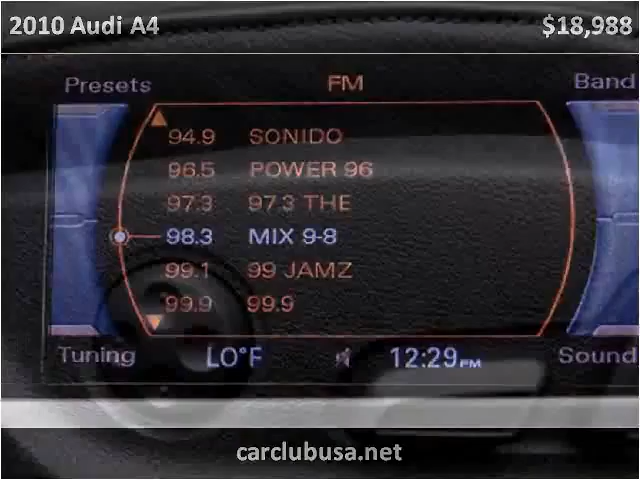 2010 Audi A4 $18,988
Presets FM Band
94.9 SONIDO
96.5 POWER 96
97.3 97.3 THE
98.3 MIX 9-8
99.1 99 JAMZ
99.9 99.9
Tuning LO°F 12:29PM Sound
carclubusa.net